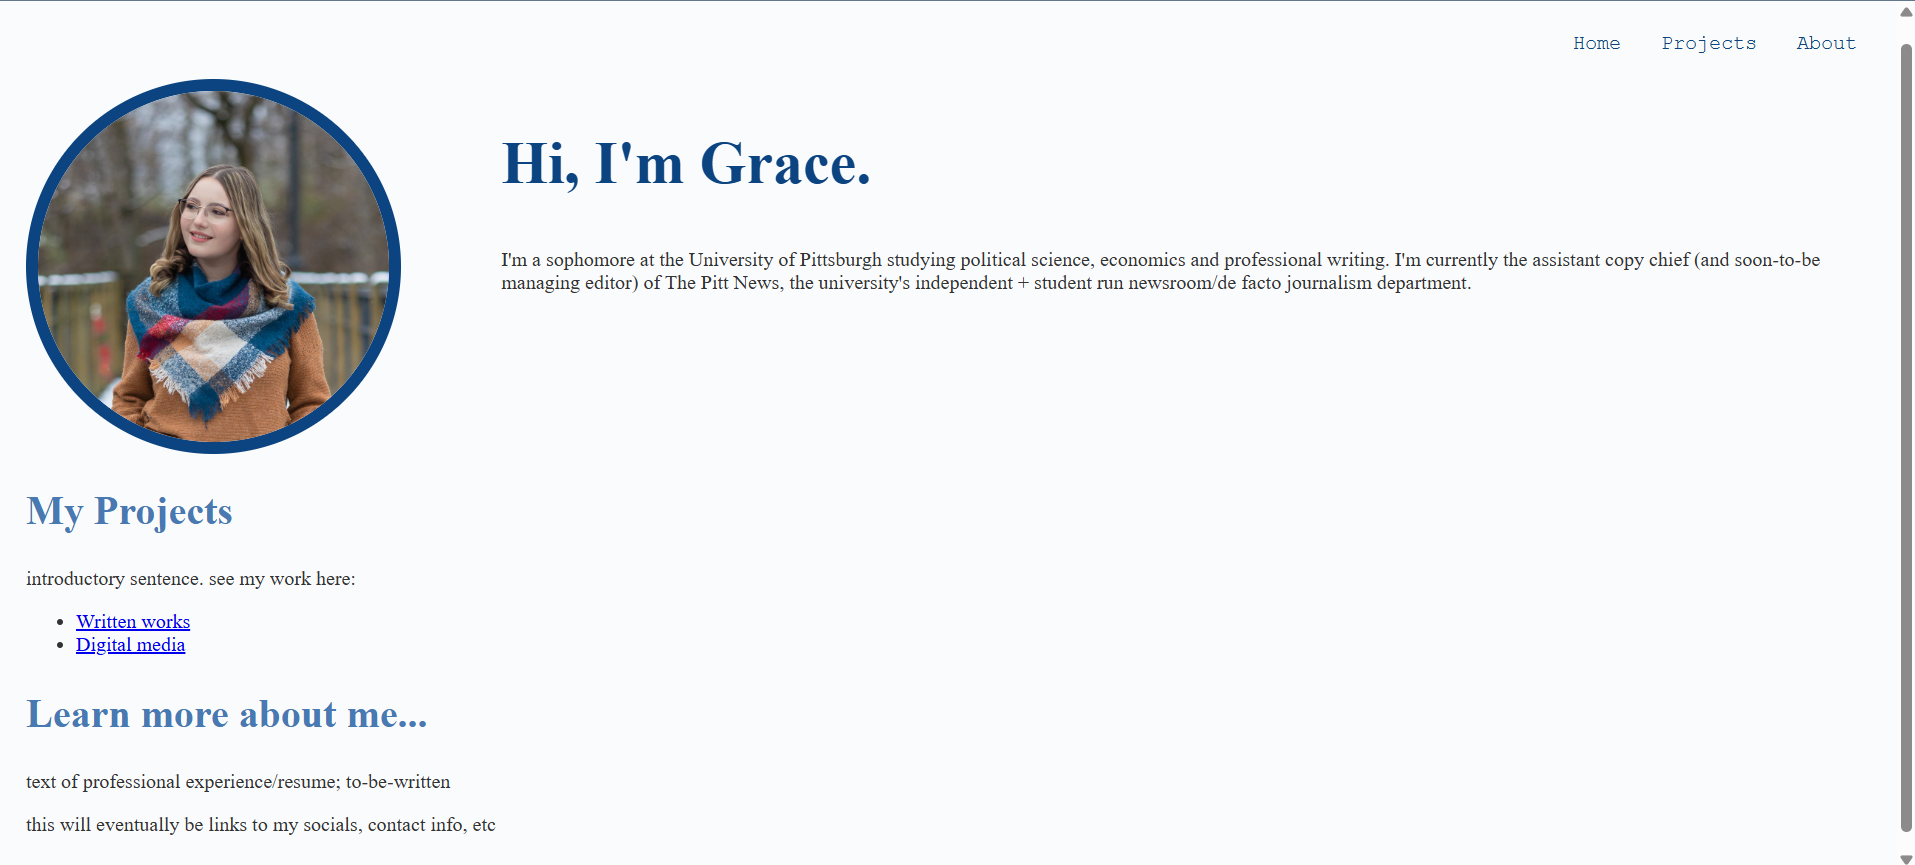 Home Projects About
Hi, I'm Grace.
I'm a sophomore at the University of Pittsburgh studying political science, economics and professional writing. I'm currently the assistant copy chief (and soon-to-be
managing editor) of The Pitt News, the university's independent + student run newsroom/de facto journalism department.
My Projects
introductory sentence. see my work here:
Written works
Digital media
Learn more about me...
text of professional experience/resume; to-be-written
this will eventually be links to my socials, contact info, etc